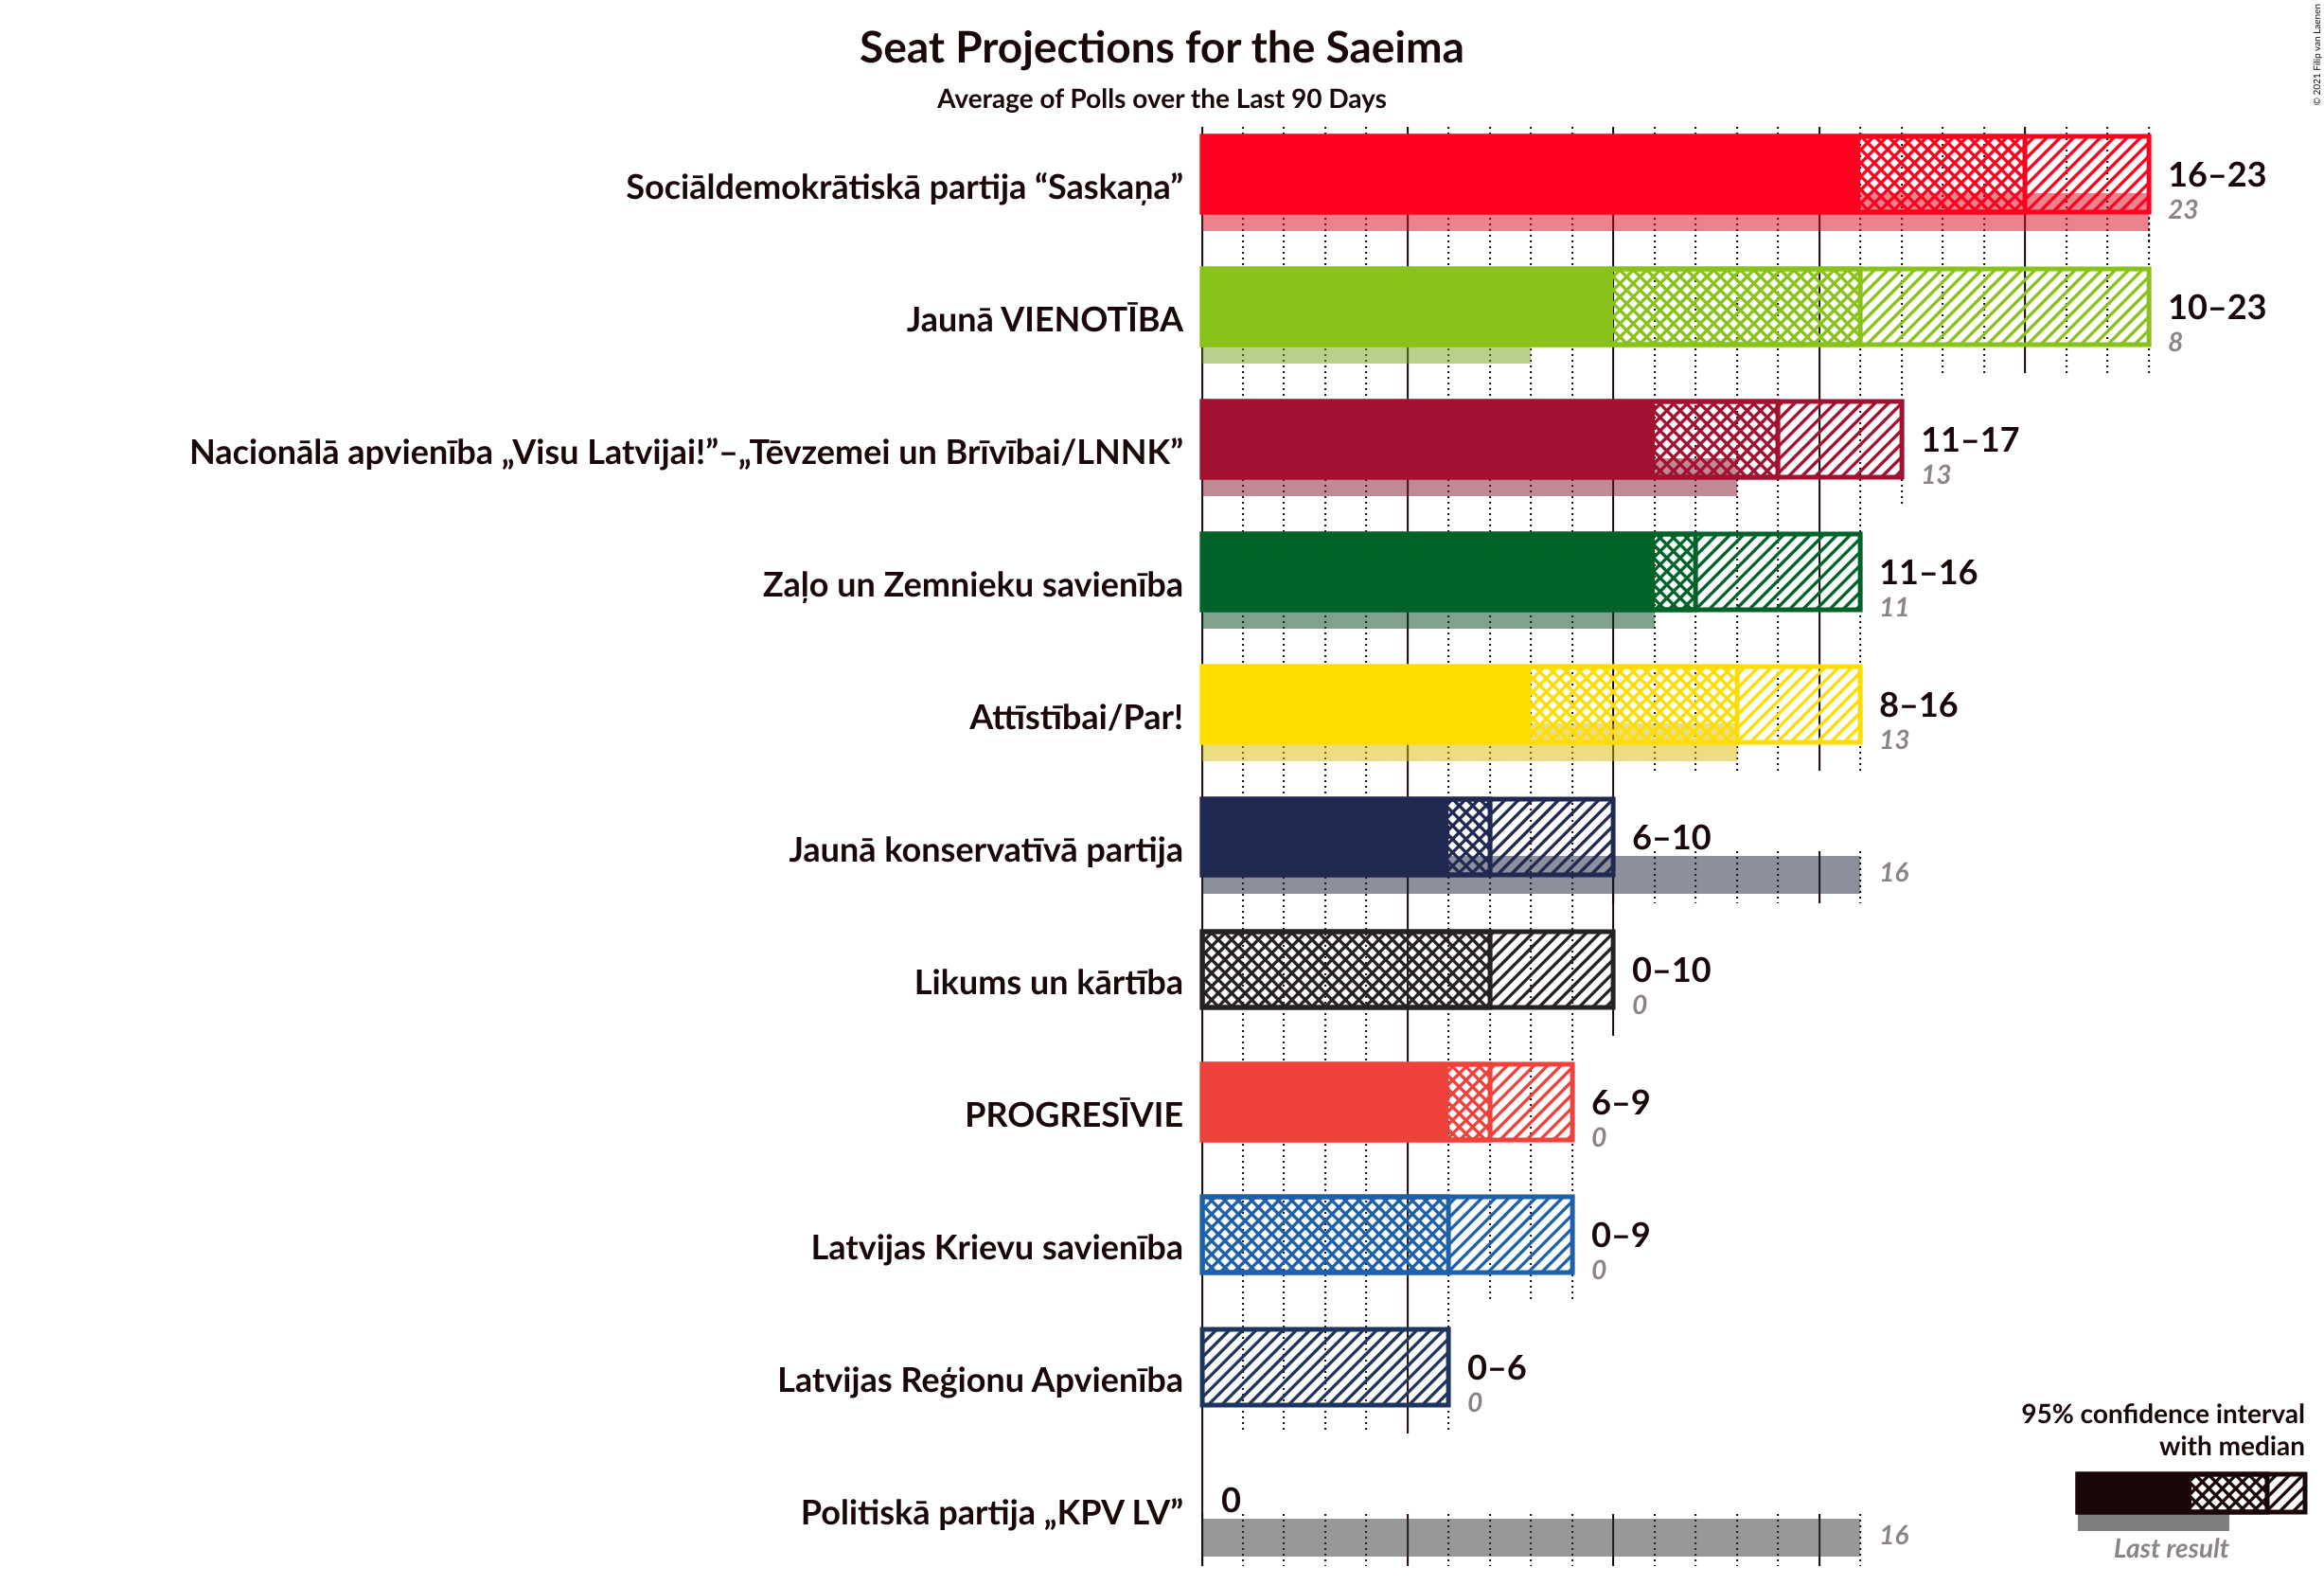 Seat Projections for the Saeima
Average of Polls over the Last 90 Days
© 2021 Filip van Laenen
Sociāldemokrātiskā partija “Saskaņa”
16–23
23
Jaunā VIENOTĪBA
10–23
8
Nacionālā apvienība „Visu Latvijai!”–„Tēvzemei un Brīvībai/LNNK”
11–17
13
Zaļo un Zemnieku savienība
11–16
11
Attīstībai/Par!
8–16
13
Jaunā konservatīvā partija
6–10
16
Likums un kārtība
0–10
0
PROGRESĪVIE
6–9
0
Latvijas Krievu savienība
0–9
0
Latvijas Reģionu Apvienība
0–6
0
Politiskā partija „KPV LV”
0
16
95% confidence interval
with median
Last result